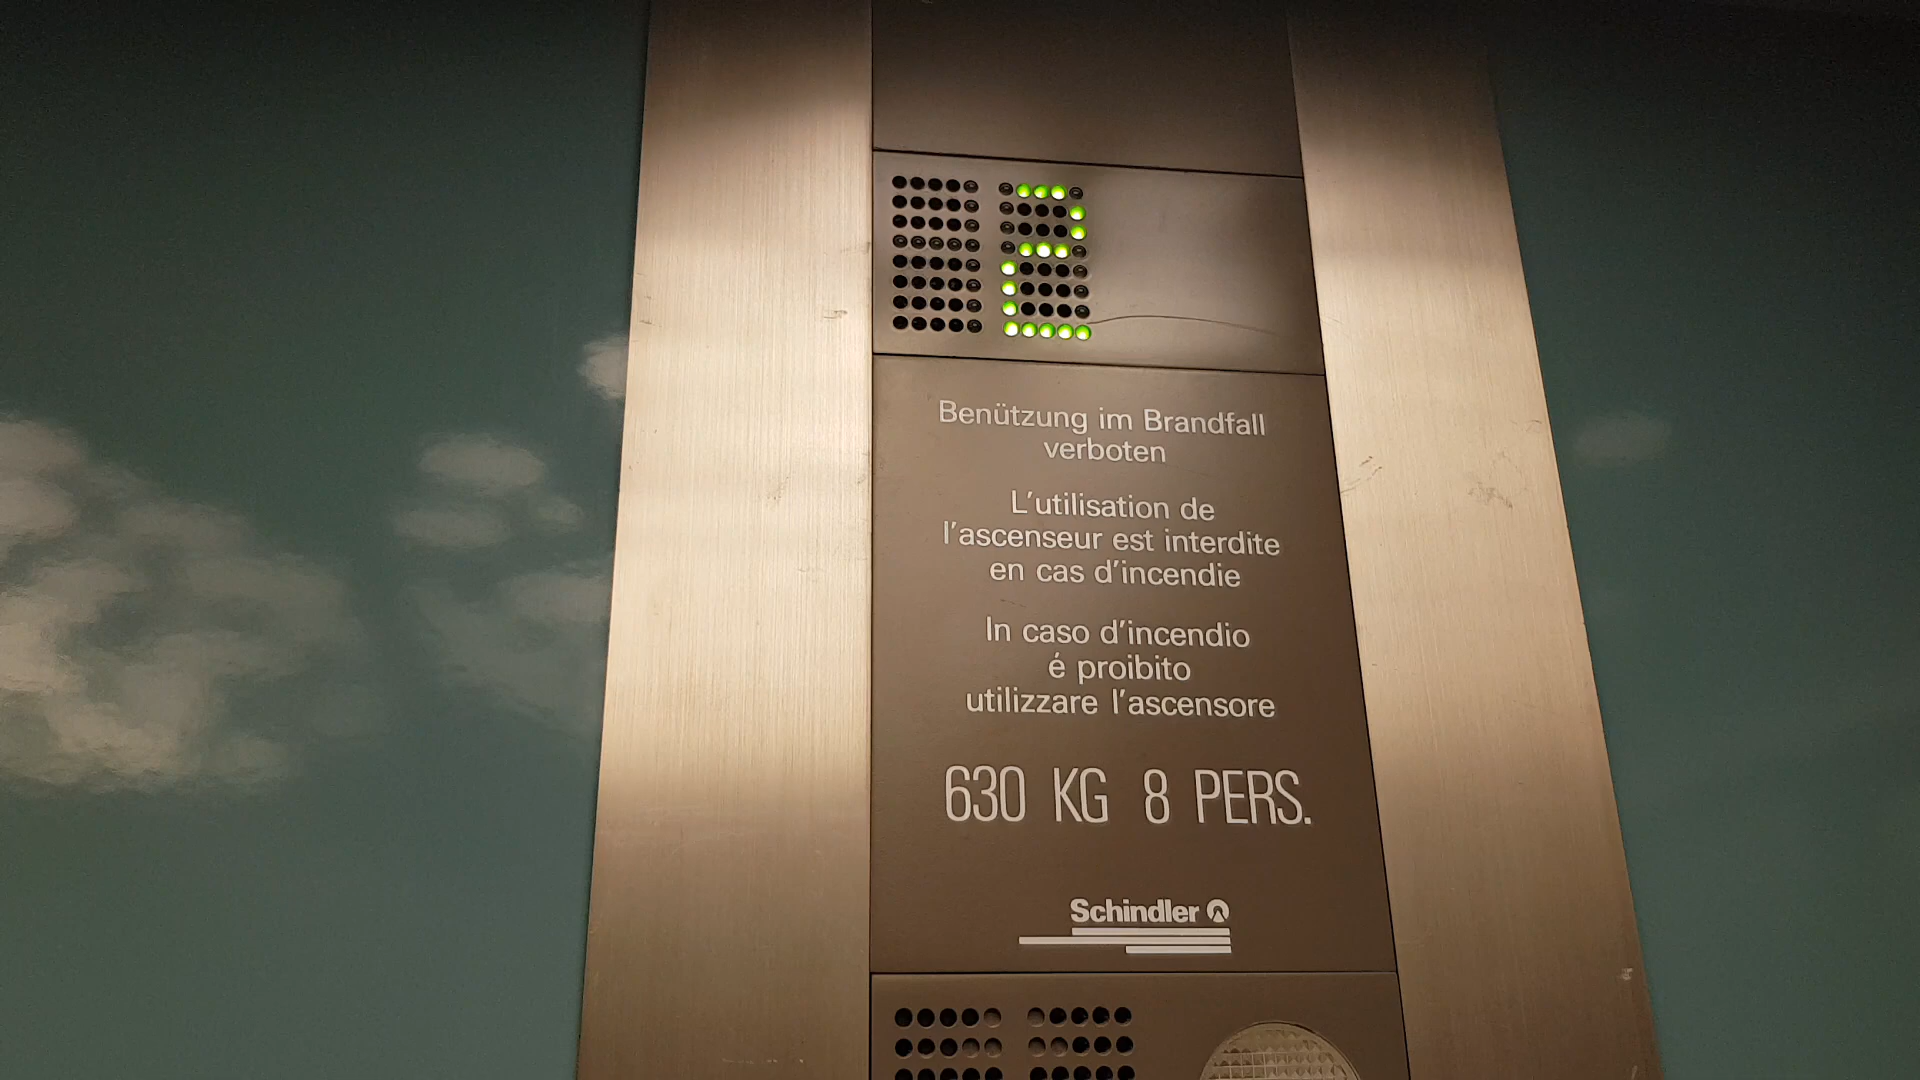 2
Benützung im Brandfall
verboten
L'utilisation de
l'ascenseur est interdite
en cas d'incendie
In caso d'incendio
é proibito
utilizzare l'ascensore
630 KG 8 PERS.
Schindler